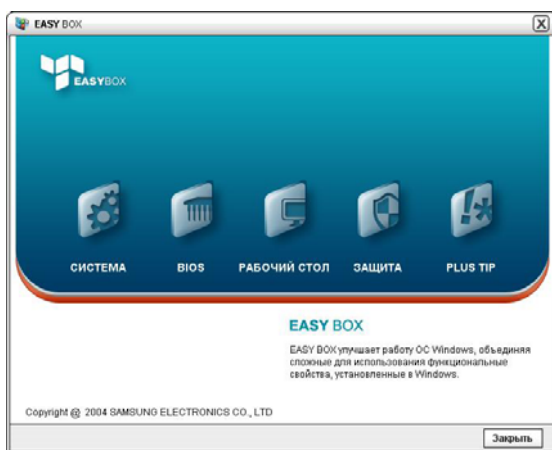 EASY BOX
EASYBOX
СИСТЕМА BIOS РАБОЧИЙ СТОЛ ЗАЩИТА PLUS TIP
EASY BOX
EASY BOX улучшает работу ОС Windows, объединяя
сложные для использования функциональные
свойства, установленные в Windows.
Copyright @ 2004 SAMSUNG ELECTRONICS CO., LTD
Закрыть